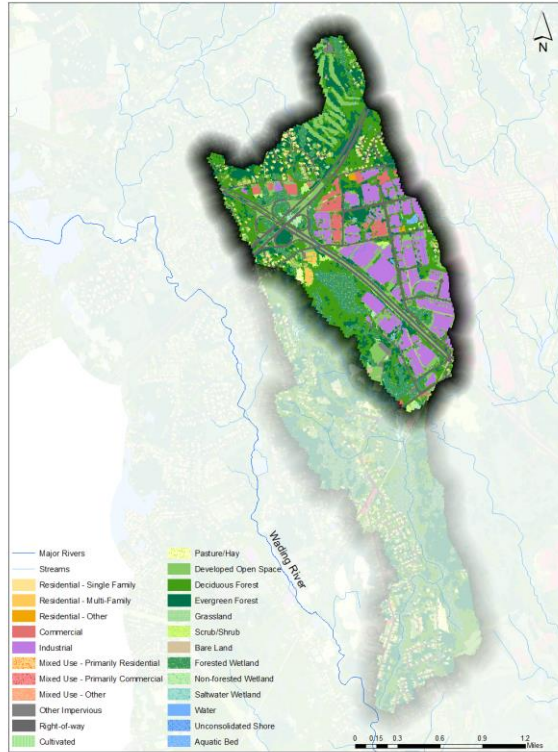 N
Wading River
Major Rivers
Streams
Residential - Single Family
Residential - Multi-Family
Residential - Other
Commercial
Industrial
Mixed Use - Primarily Residential
Mixed Use - Primarily Commercial
Mixed Use - Other
Other Impervious
Right-of-way
Cultivated
Pasture/Hay
Developed Open Space
Deciduous Forest
Evergreen Forest
Grassland
Scrub/Shrub
Bare Land
Forested Wetland
Non-forested Wetland
Saltwater Wetland
Water
Unconsolidated Shore
Aquatic Bed
0 0.15 0.3 0.6 0.9 1.2
Miles